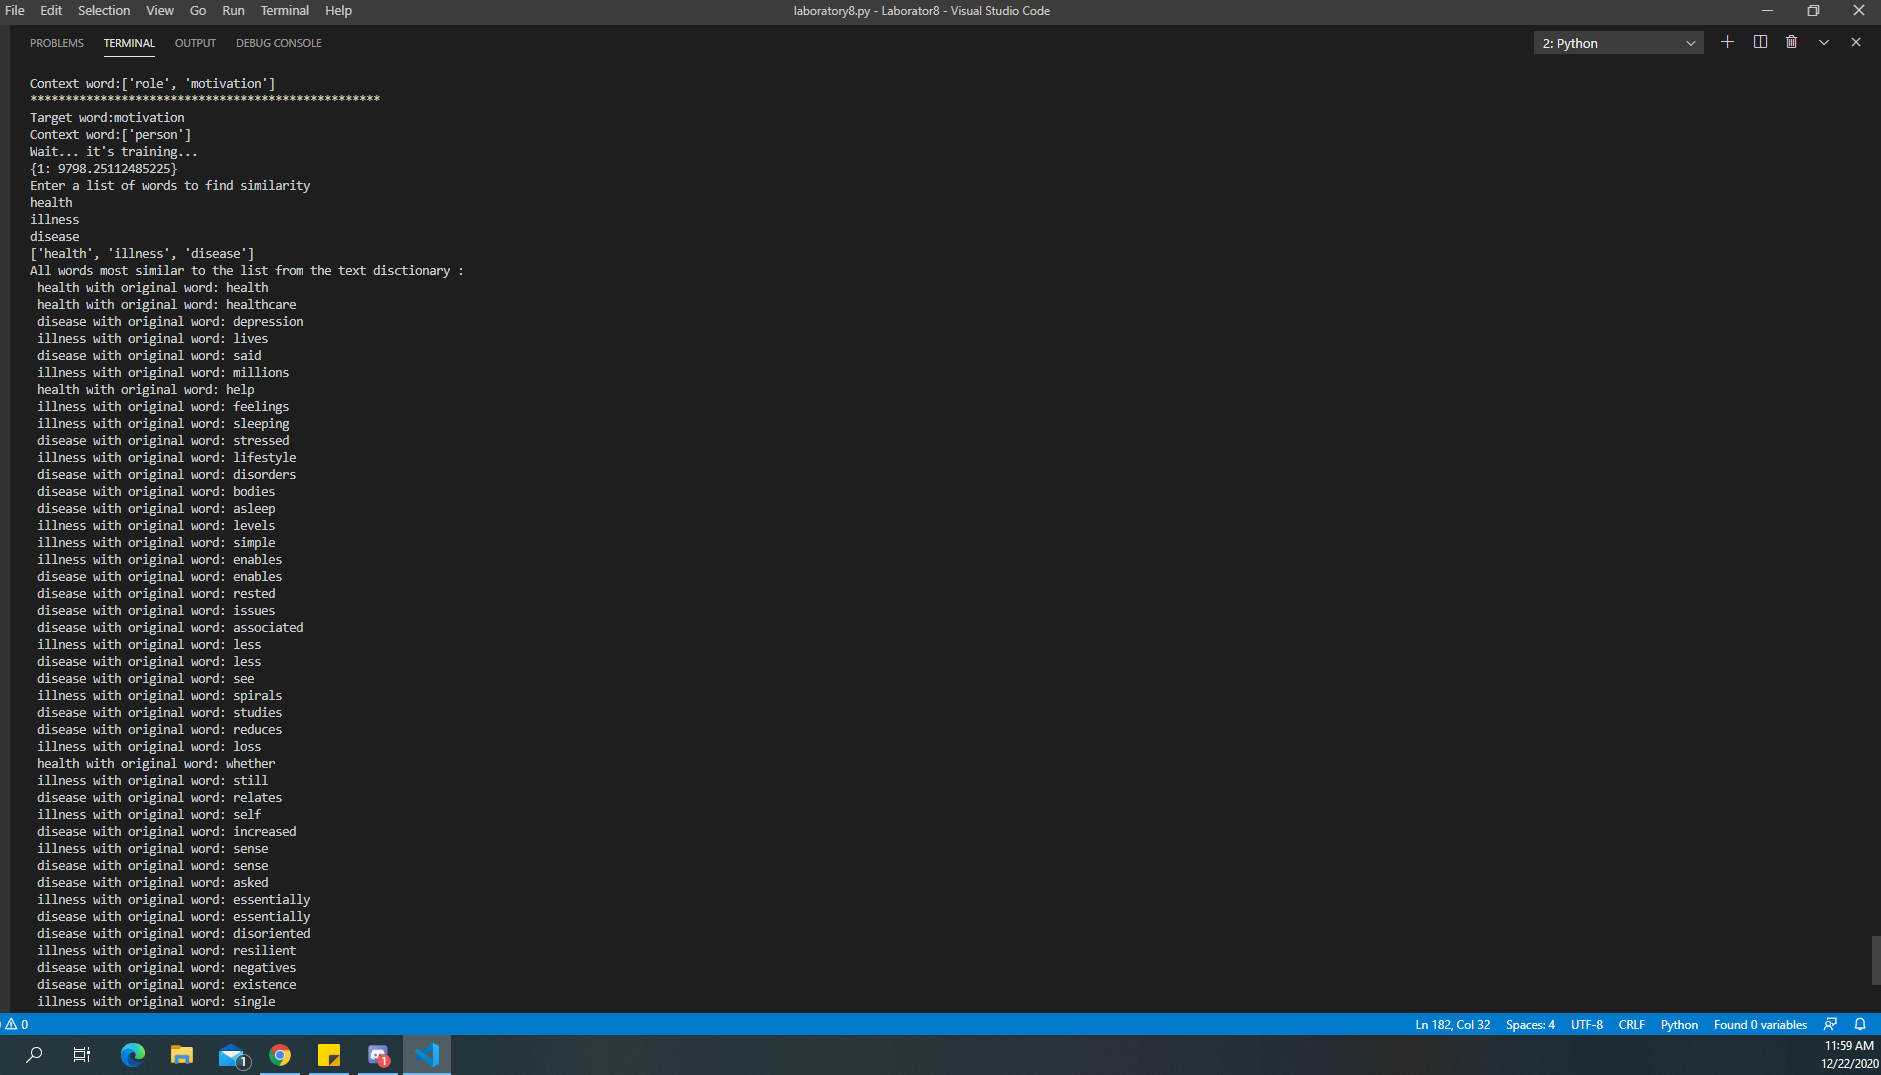 File Edit Selection View Go Run Terminal Help laboratory8.py - Laborator8 - Visual Studio Code
PROBLEMS TERMINAL OUTPUT DEBUG CONSOLE 2: Python
Context word:['role', 'motivation']
**************************************************
Target word:motivation
Context word:['person']
Wait... it's training...
{1: 9798.25112485225}
Enter a list of words to find similarity
health
illness
disease
['health', 'illness', 'disease']
All words most similar to the list from the text disctionary :
health with original word: health
health with original word: healthcare
disease with original word: depression
illness with original word: lives
disease with original word: said
illness with original word: millions
health with original word: help
illness with original word: feelings
illness with original word: sleeping
disease with original word: stressed
illness with original word: lifestyle
disease with original word: disorders
disease with original word: bodies
disease with original word: asleep
illness with original word: levels
illness with original word: simple
illness with original word: enables
disease with original word: enables
disease with original word: rested
disease with original word: issues
disease with original word: associated
illness with original word: less
disease with original word: less
disease with original word: see
illness with original word: spirals
disease with original word: studies
disease with original word: reduces
illness with original word: loss
health with original word: whether
illness with original word: still
disease with original word: relates
illness with original word: self
disease with original word: increased
illness with original word: sense
disease with original word: sense
disease with original word: asked
illness with original word: essentially
disease with original word: essentially
disease with original word: disoriented
illness with original word: resilient
disease with original word: negatives
disease with original word: existence
illness with original word: single
0 Ln 182, Col 32 Spaces: 4 UTF-8 CRLF Python Found 0 variables
1 1 11:59 AM
12/22/2020